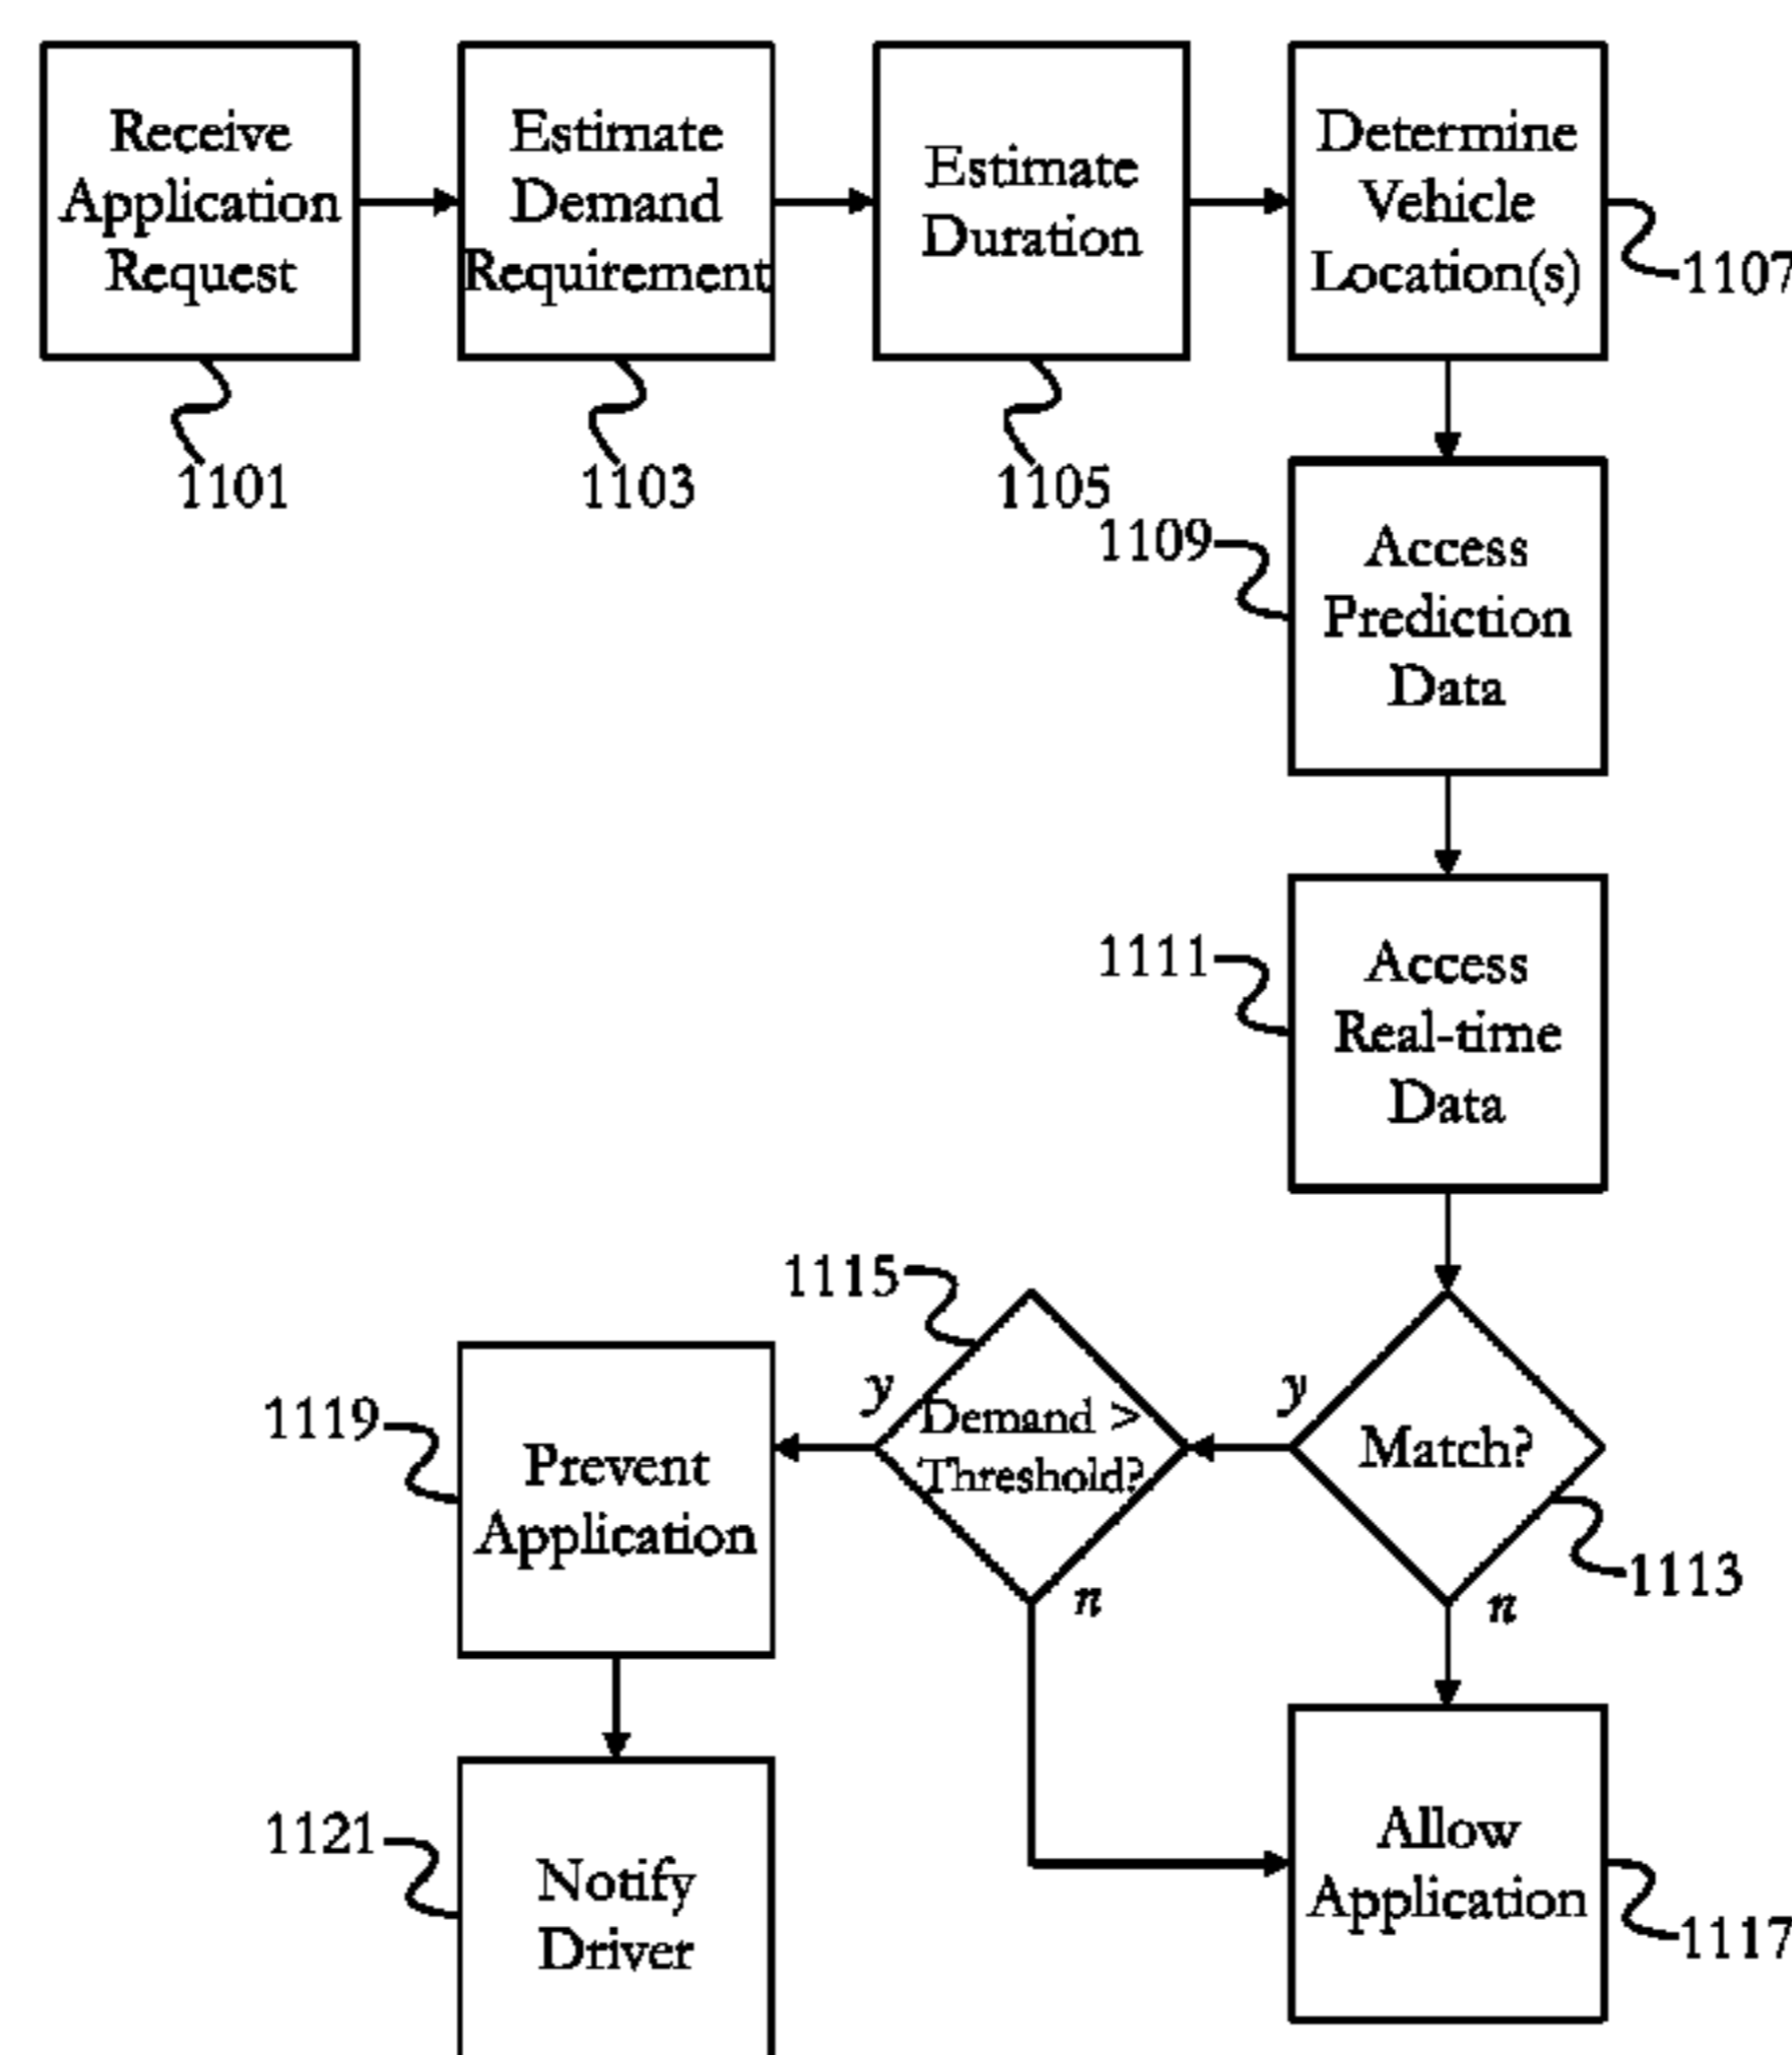 Receive
Application
Request
1101
Estimate
Demand
Requirement
1103
Estimate
Duration
1105
Determine
Vehicle
Location(s)
1107
1109
Access
Prediction
Data
1111
Access
Real-time
Data
Match?
1113
y
n
1115
Demand >
Threshold?
y
n
1119
Prevent
Application
1121
Notify
Driver
Allow
Application
1117